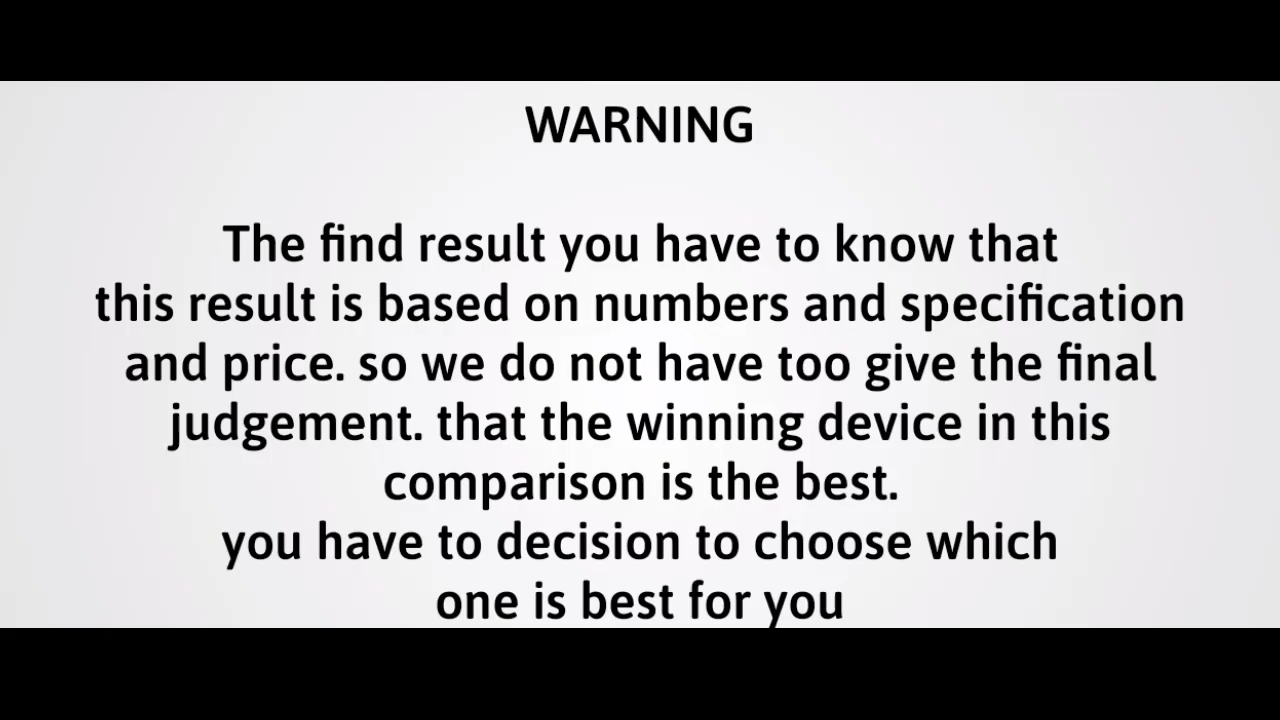 WARNING
The find result you have to know that
this result is based on numbers and specification
and price. so we do not have too give the final
judgement. that the winning device in this
comparison is the best.
you have to decision to choose which
one is best for you